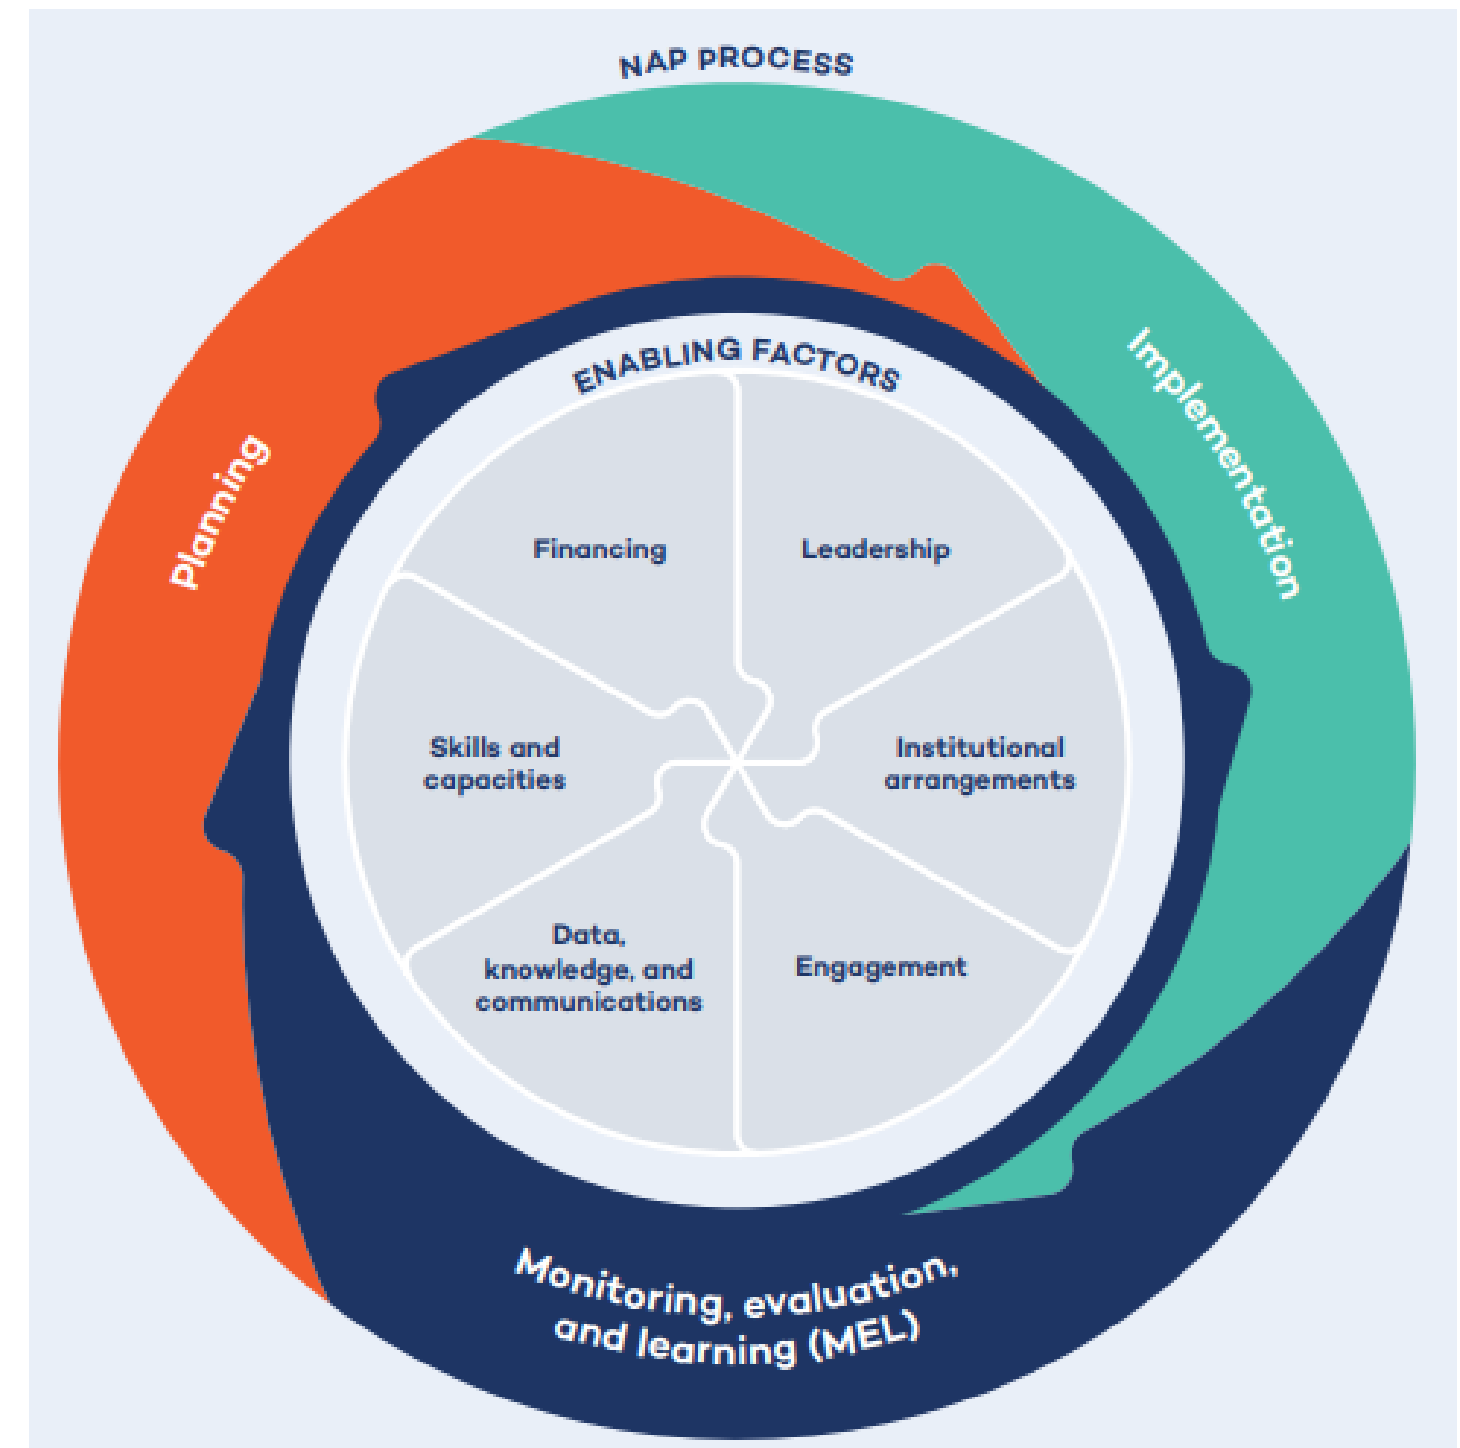 NAP PROCESS
ENABLING FACTORS
Planning
Implementation
Financing
Leadership
Skills and
capacities
Institutional
arrangements
Data,
knowledge, and
communications
Engagement
Monitoring, evaluation,
and learning (MEL)